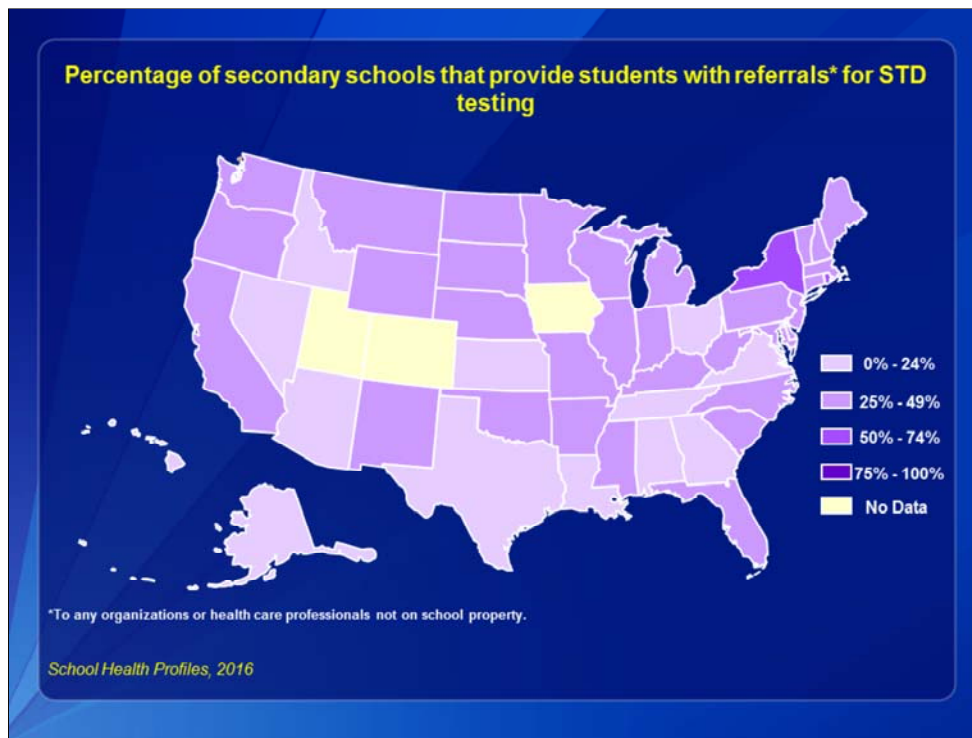 Percentage of secondary schools that provide students with referrals* for STD
testing
0% - 24%
25% - 49%
50% - 74%
75% - 100%
No Data
*To any organizations or health care professionals not on school property.
School Health Profiles, 2016